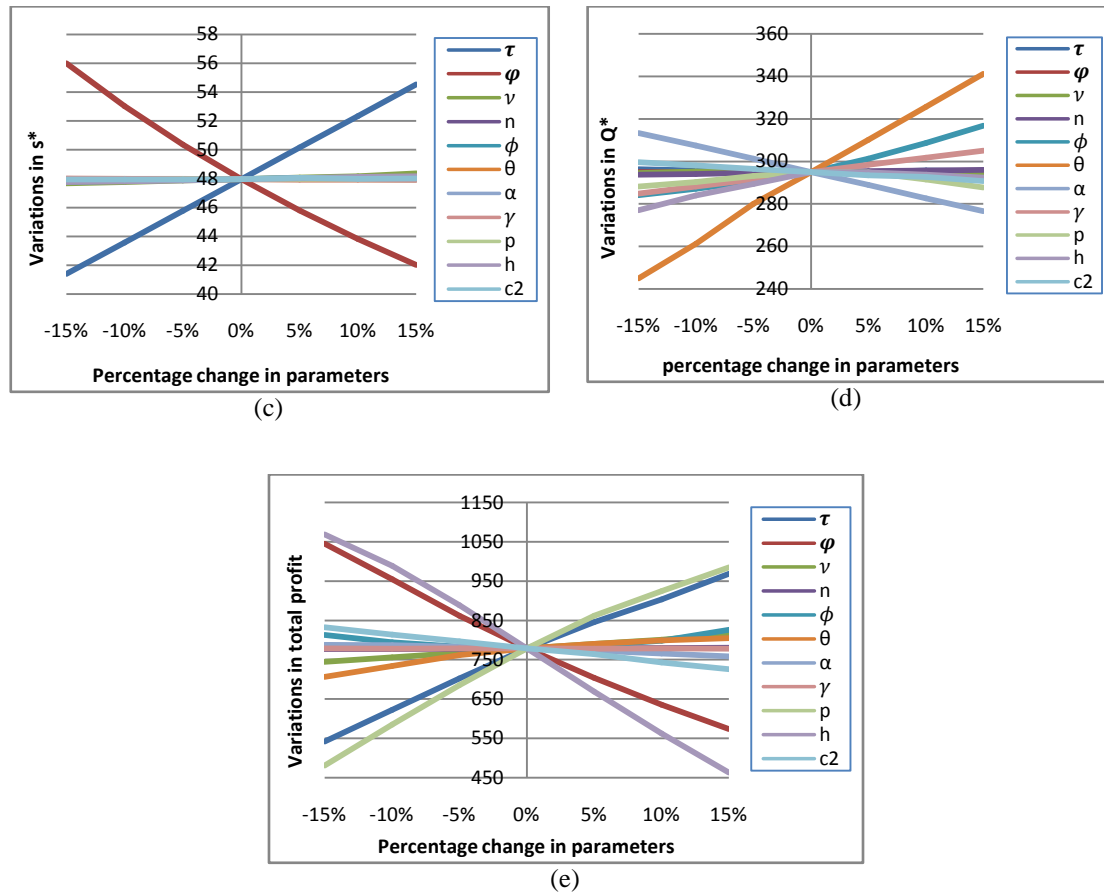 58
56
54
52
50
48
46
44
42
40
-15% -10% -5% 0% 5% 10% 15%
Variations in s*
Percentage change in parameters
τ
φ
ν
n
ϕ
θ
α
γ
p
h
c2
(c)
360
340
320
300
280
260
240
-15% -10% -5% 0% 5% 10% 15%
Variations in Q*
percentage change in parameters
τ
φ
ν
n
ϕ
θ
α
γ
p
h
c2
(d)
1150
1050
950
850
750
650
550
450
-15% -10% -5% 0% 5% 10% 15%
Variations in total profit
Percentage change in parameters
τ
φ
ν
n
ϕ
θ
α
γ
p
h
c2
(e)